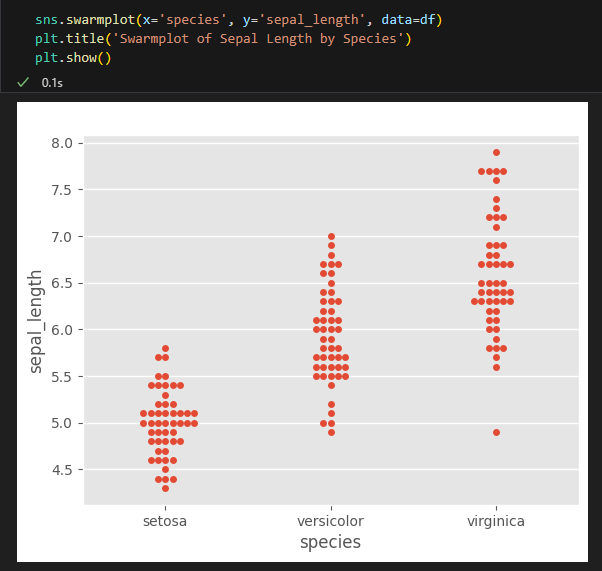 sns.swarmplot(x='species', y='sepal_length', data=df)
plt.title('Swarmplot of Sepal Length by Species')
plt.show()
0.1s
8.0
7.5
7.0
6.5
6.0
5.5
5.0
4.5
sepal_length
setosa versicolor virginica
species